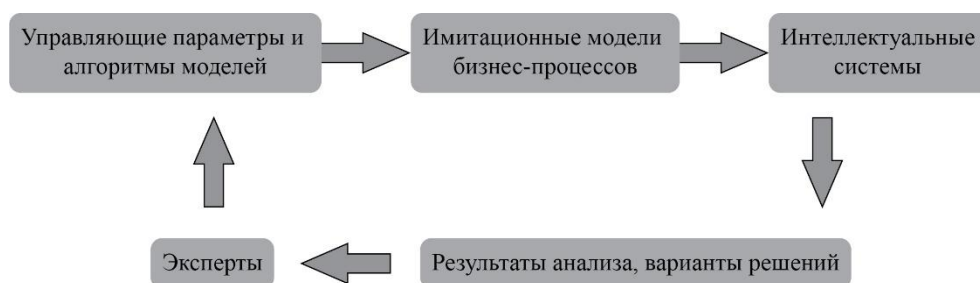 Управляющие параметры и
алгоритмы моделей
Имитационные модели
бизнес-процессов
Интеллектуальные
системы
Эксперты
Результаты анализа, варианты решений